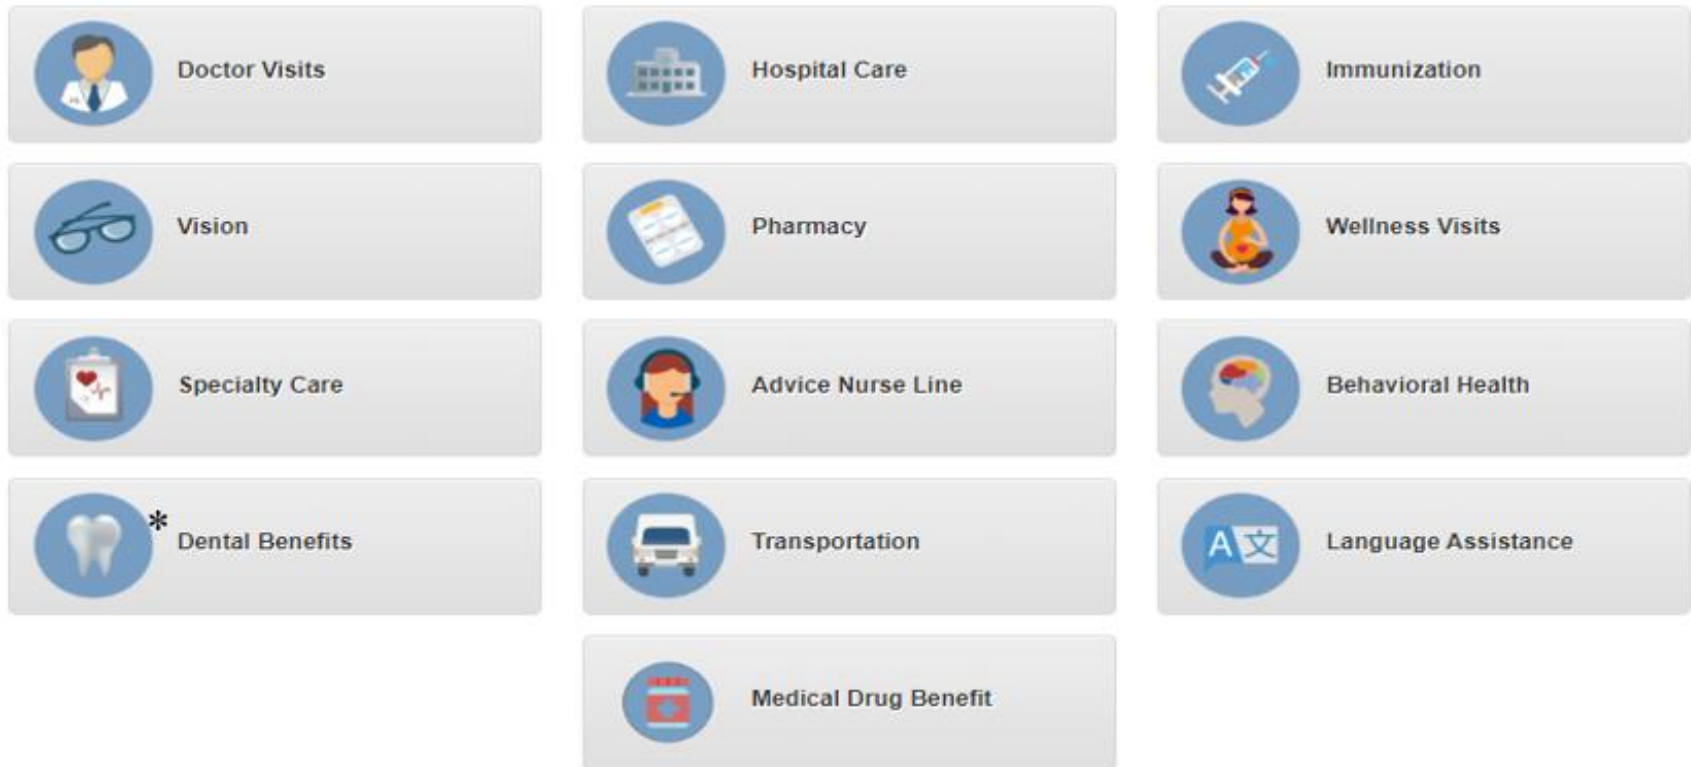 Doctor Visits
Hospital Care
Immunization
Vision
Pharmacy
Wellness Visits
Specialty Care
Advice Nurse Line
Behavioral Health
*
Dental Benefits
Transportation
A文
Language Assistance
Medical Drug Benefit